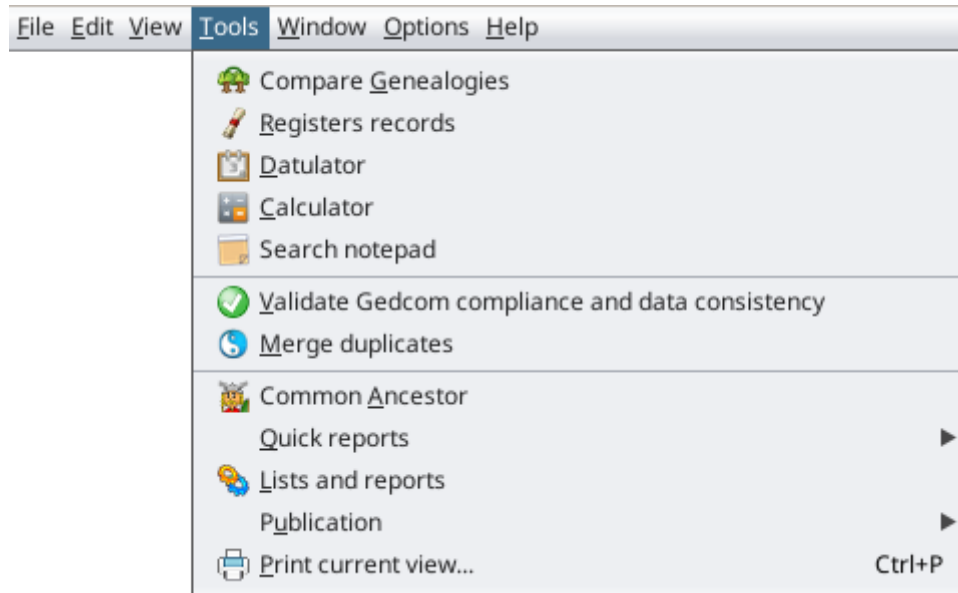 File Edit View Tools Window Options Help
Compare Genealogies
Registers records
Datulator
Calculator
Search notepad
Validate Gedcom compliance and data consistency
Merge duplicates
Common Ancestor
Quick reports
Lists and reports
Publication
Print current view... Ctrl+P